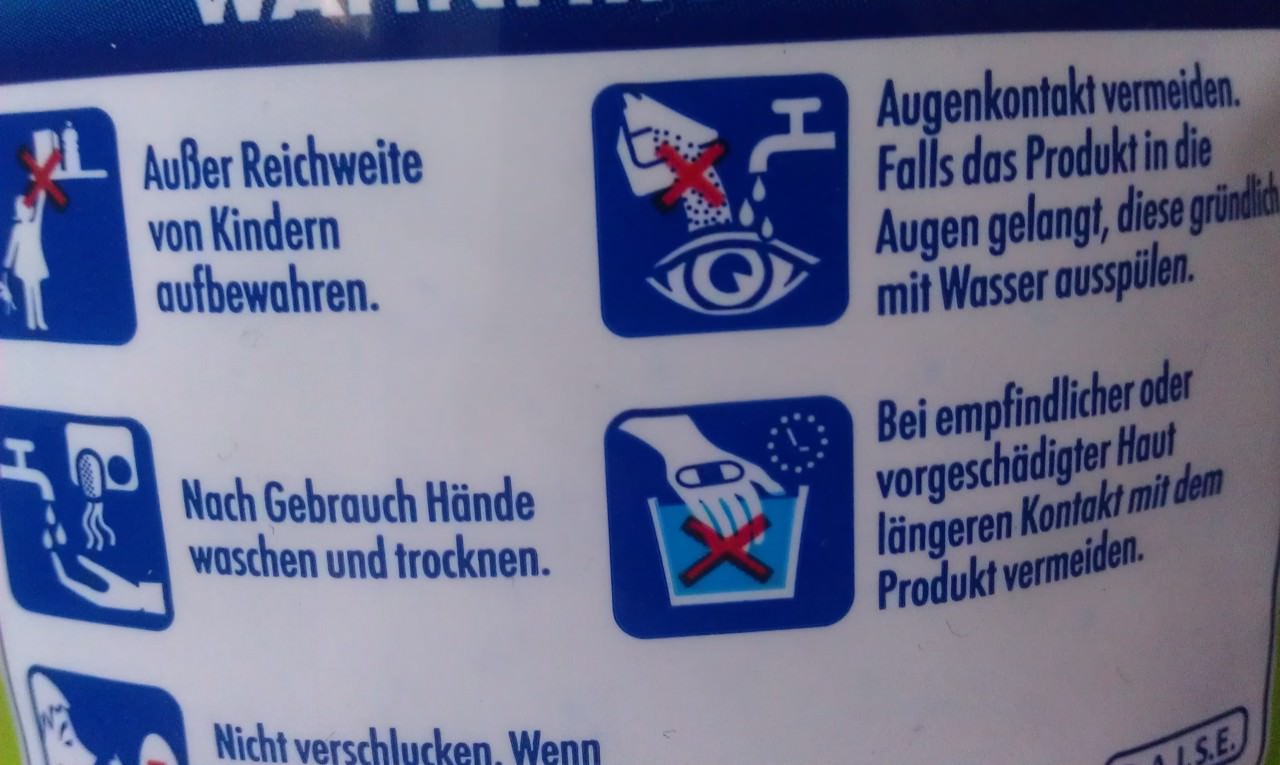 Außer Reichweite
von Kindern
aufbewahren.
Augenkontakt vermeiden.
Falls das Produkt in die
Augen gelangt, diese gründlich
mit Wasser ausspülen.
Nach Gebrauch Hände
waschen und trocknen.
Bei empfindlicher oder
vorgeschädigter Haut
längeren Kontakt mit dem
Produkt vermeiden.
Nicht verschlucken. Wenn
A.I.S.E.